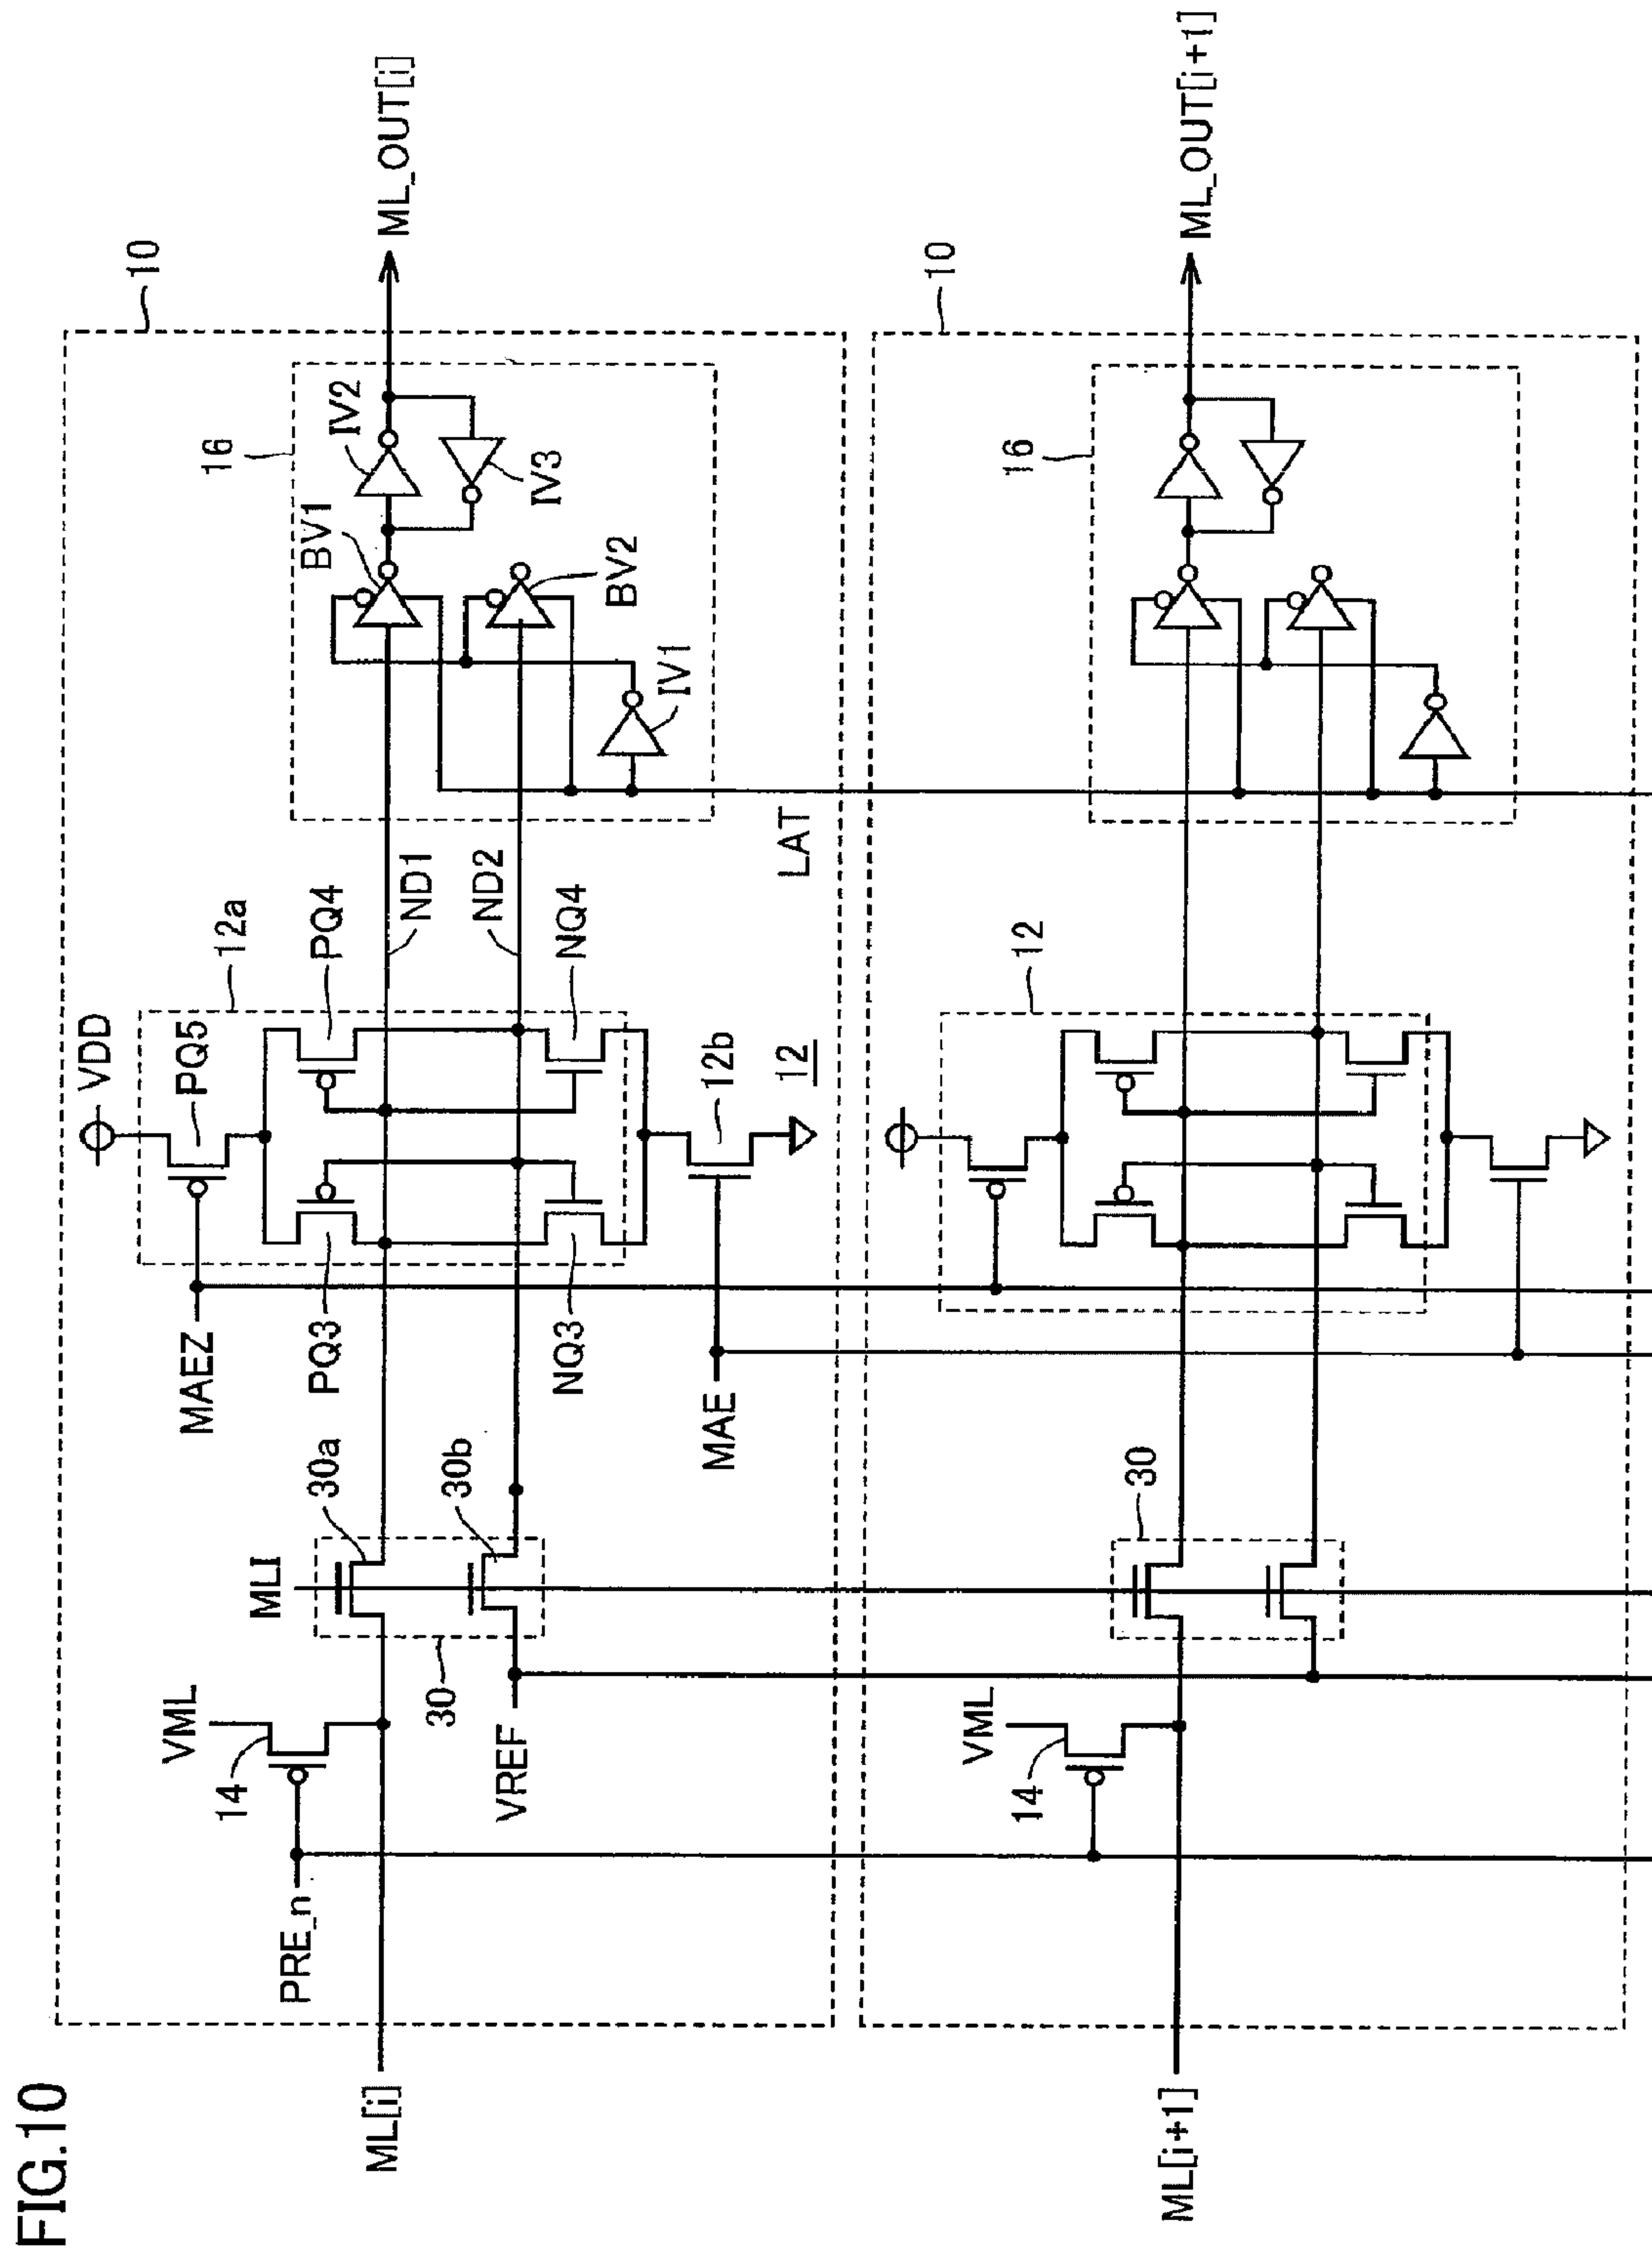 FIG.10
ML[i]
PRE_n
14
VML
VREF
30
MLI
30a
30b
MAEZ
PQ3
NQ3
MAE
VDD
PQ5
12a
PQ4
ND1
ND2
NQ4
12b
12
LAT
16
BV1
IV2
IV3
BV2
IV1
10
ML_OUT[i]
ML[i+1]
14
VML
30
12
16
10
ML_OUT[i+1]